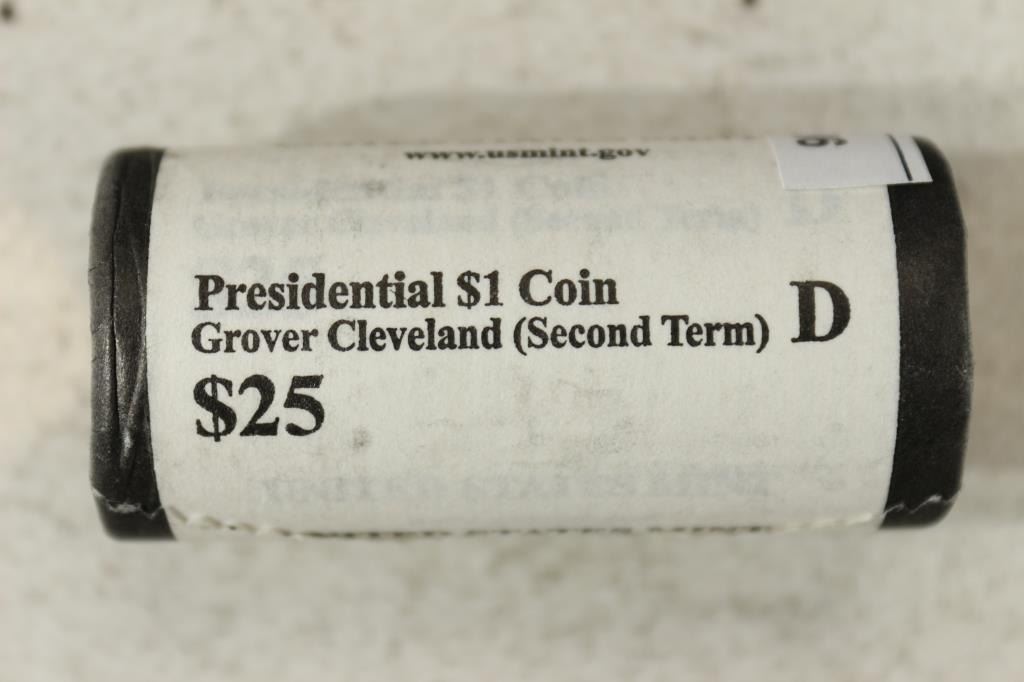 www.usmint.gov
Presidential $1 Coin
Grover Cleveland (Second Term) D
$25